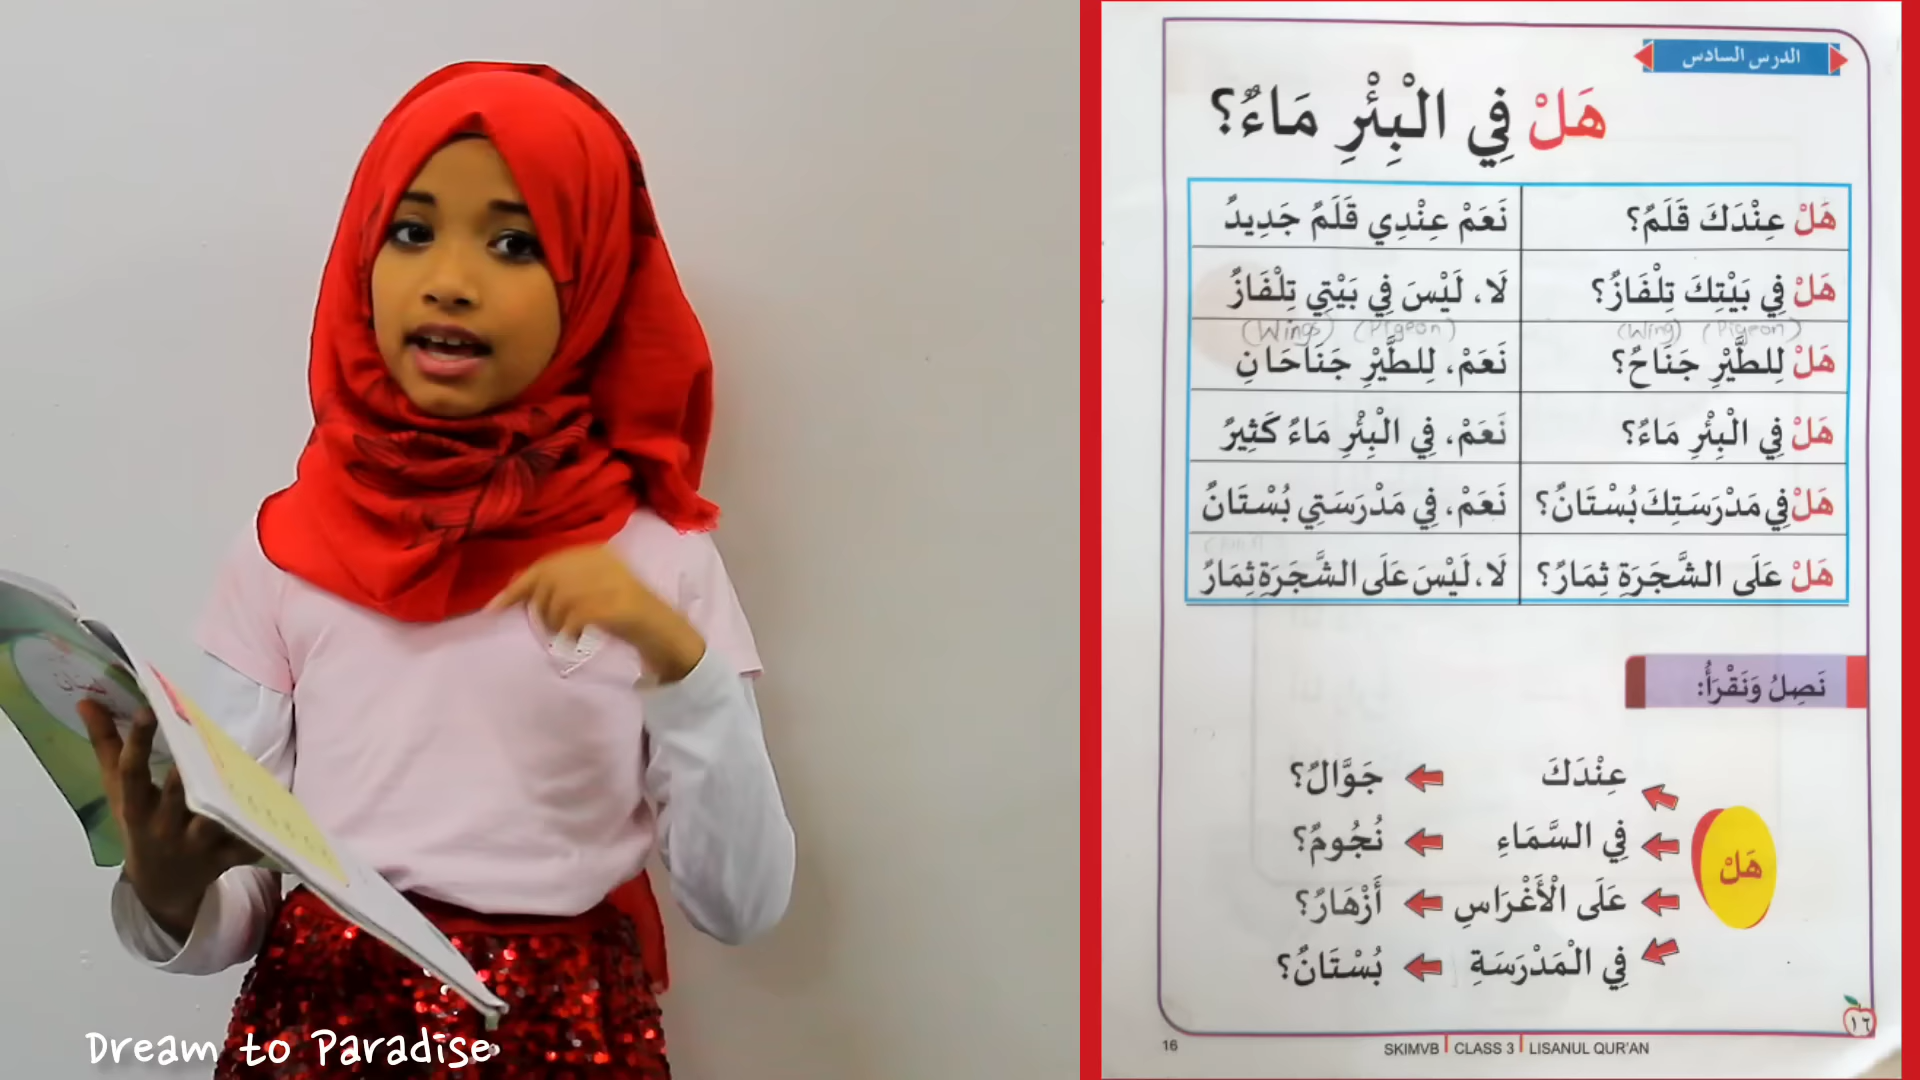 الدرس السادس
هَلْ فِي الْبِئْرِ مَاءٌ؟
هَلْ عِنْدَكَ قَلَمٌ؟ نَعَمْ عِنْدِي قَلَمٌ جَدِيدٌ
هَلْ فِي بَيْتِكَ تِلْفَازٌ؟ لَا، لَيْسَ فِي بَيْتِي تِلْفَازٌ
(Wings) (Pigeon) (Wing) (Pigeon)
هَلْ لِلطَّيْرِ جَنَاحٌ؟ نَعَمْ، لِلطَّيْرِ جَنَاحَانِ
هَلْ فِي الْبِئْرِ مَاءٌ؟ نَعَمْ، فِي الْبِئْرِ مَاءٌ كَثِيرٌ
هَلْ فِي مَدْرَسَتِكَ بُسْتَانٌ؟ نَعَمْ، فِي مَدْرَسَتِي بُسْتَانٌ
هَلْ عَلَى الشَّجَرَةِ ثِمَارٌ؟ لَا، لَيْسَ عَلَى الشَّجَرَةِ ثِمَارٌ
نَصِلُ وَنَقْرَأُ:
هَلْ
عِنْدَكَ جَوَّالٌ؟
فِي السَّمَاءِ نُجُومٌ؟
عَلَى الْأَغْرَاسِ أَزْهَارٌ؟
فِي الْمَدْرَسَةِ بُسْتَانٌ؟
١٦
16 SKIMVB CLASS 3 LISANUL QUR'AN
Dream to Paradise